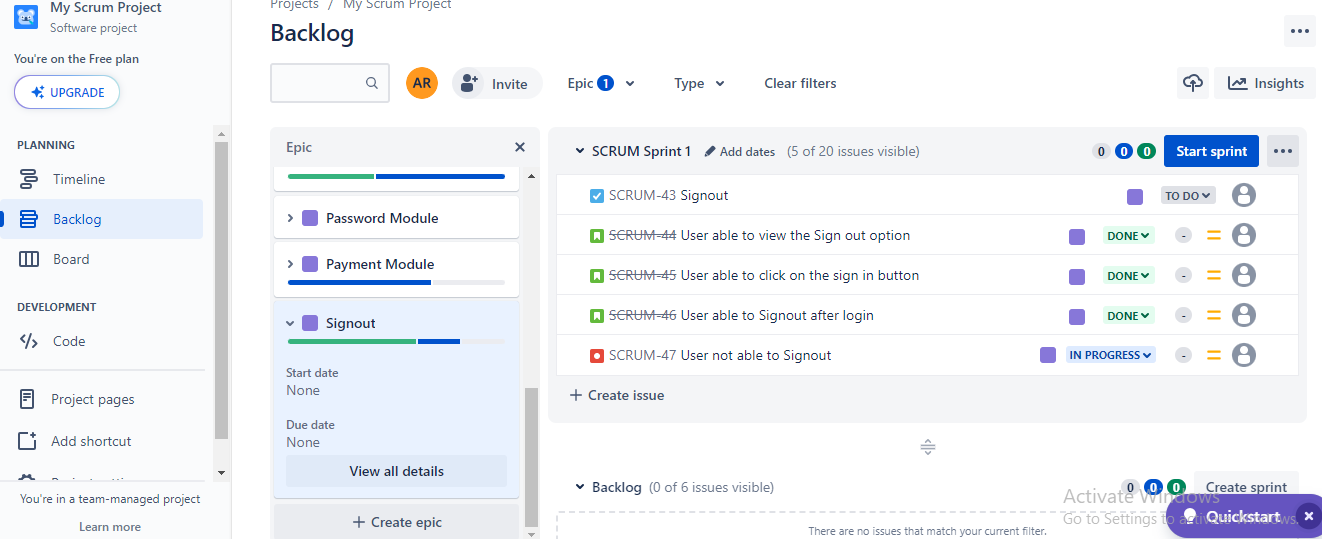 My Scrum Project
Software project
You're on the Free plan
UPGRADE
PLANNING
Timeline
Backlog
Board
DEVELOPMENT
Code
Project pages
Add shortcut
You're in a team-managed project
Learn more
Projects / My Scrum Project
Backlog
AR
Invite
Epic 1
Type
Clear filters
Insights
Epic
Password Module
Payment Module
Signout
Start date
None
Due date
None
View all details
+ Create epic
SCRUM Sprint 1 Add dates (5 of 20 issues visible) 0 0 0 Start sprint
SCRUM-43 Signout TO DO
SCRUM-44 User able to view the Sign out option DONE -
SCRUM-45 User able to click on the sign in button DONE -
SCRUM-46 User able to Signout after login DONE -
SCRUM-47 User not able to Signout IN PROGRESS -
+ Create issue
Backlog (0 of 6 issues visible) 0 0 0 Create sprint
There are no issues that match your current filter.
Activate Windows
Go to Settings to activate Windows.
Quickstart